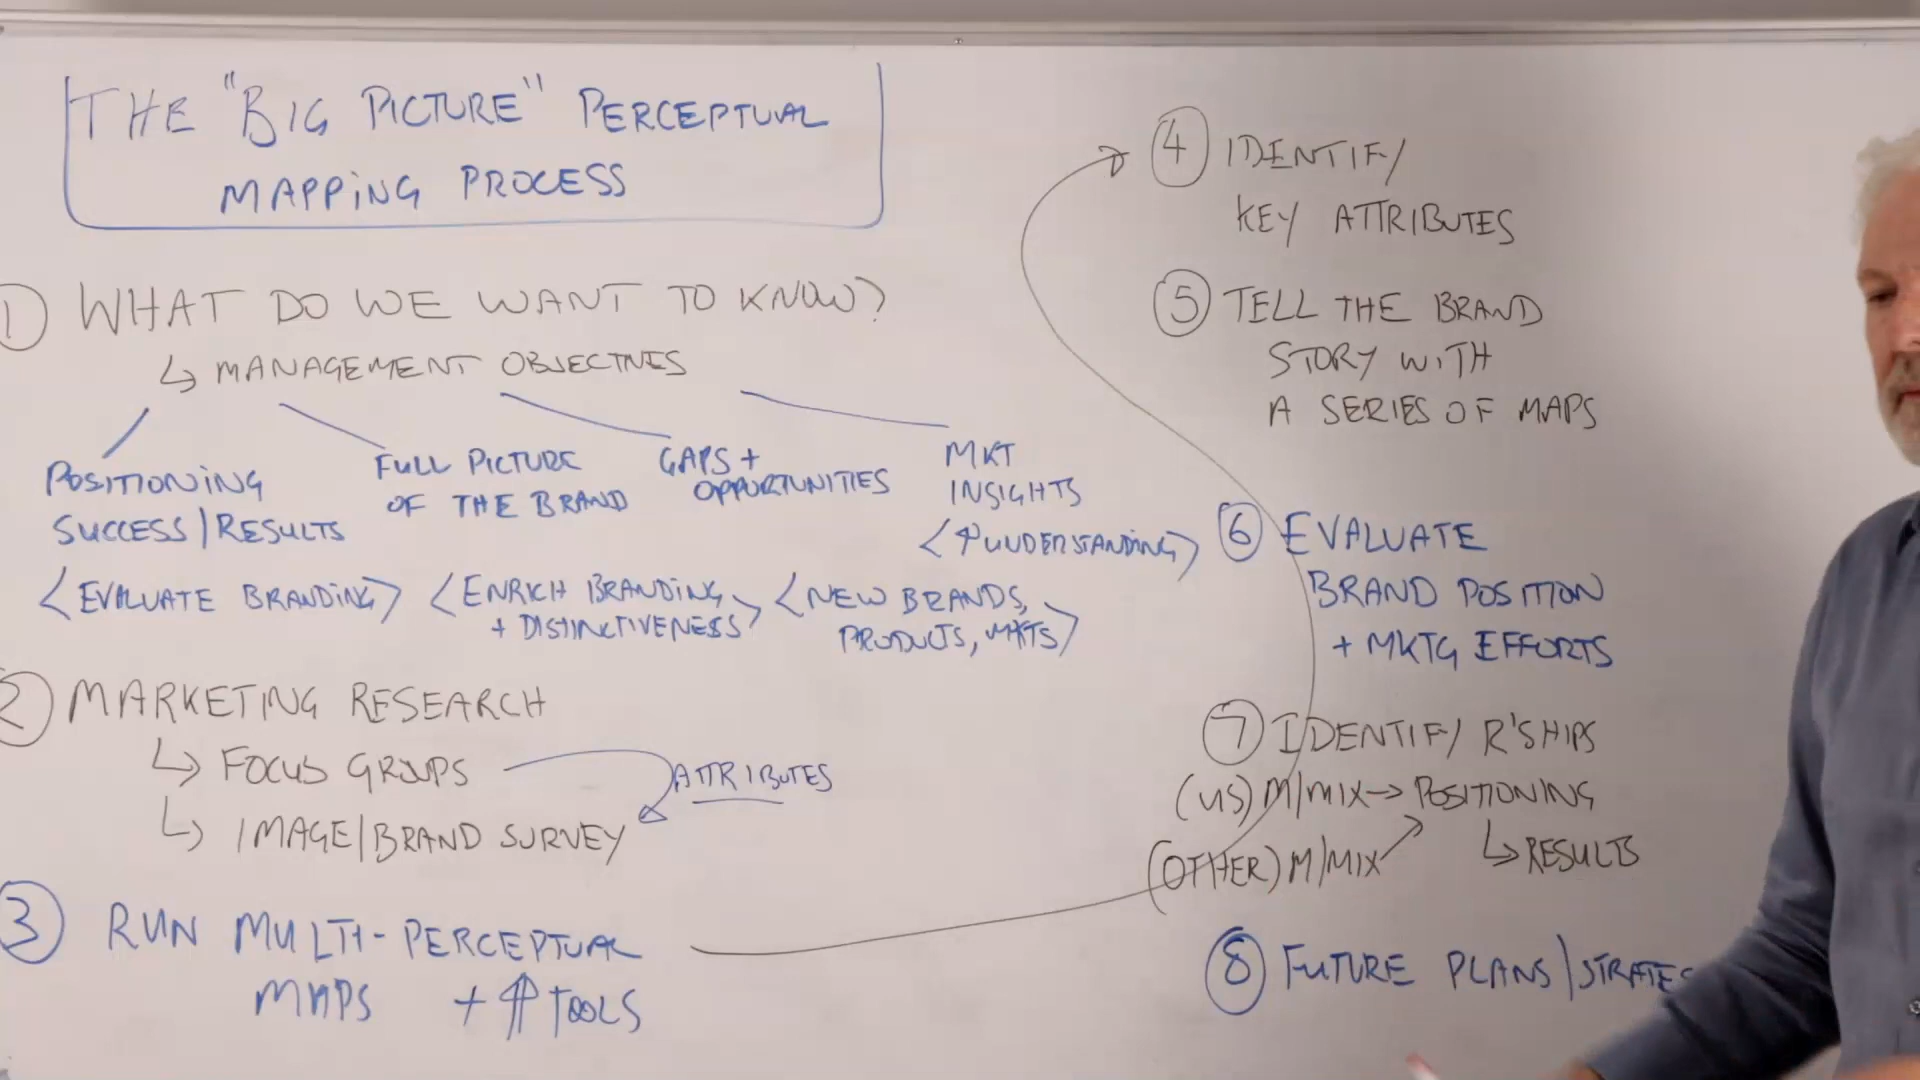 THE "BIG PICTURE" PERCEPTUAL
MAPPING PROCESS
1 WHAT DO WE WANT TO KNOW?
↳ MANAGEMENT OBJECTIVES
POSITIONING
SUCCESS/RESULTS
<EVALUATE BRANDING>
FULL PICTURE
OF THE BRAND
<ENRICH BRANDING
+ DISTINCTIVENESS>
GAPS +
OPPORTUNITIES
<NEW BRANDS,
PRODUCTS, MKTS>
MKT
INSIGHTS
<↑ UNDERSTANDING>
2 MARKETING RESEARCH
↳ FOCUS GROUPS
ATTRIBUTES
↳ IMAGE/BRAND SURVEY
3 RUN MULTI-PERCEPTUAL
MAPS + ⇑ TOOLS
4 IDENTIFY
KEY ATTRIBUTES
5 TELL THE BRAND
STORY WITH
A SERIES OF MAPS
6 EVALUATE
BRAND POSITION
+ MKTG EFFORTS
7 IDENTIFY R'SHIPS
(US) M/MIX → POSITIONING
↳ RESULTS
(OTHER) M/MIX
8 FUTURE PLANS/STRATE